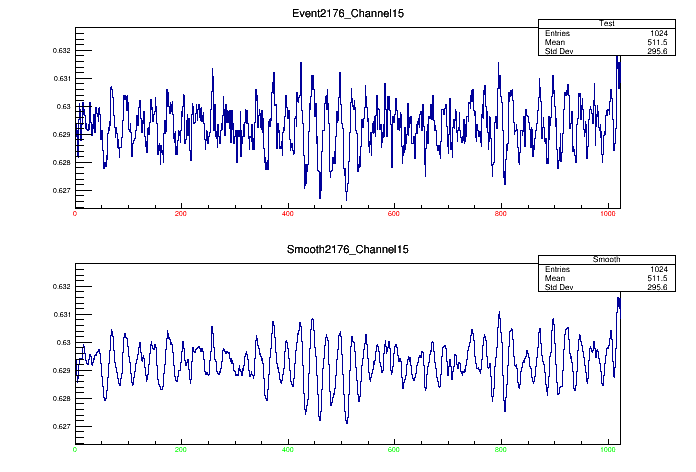 Event2176_Channel15
Test
Entries 1024
Mean 511.5
Std Dev 295.6
0.632
0.631
0.63
0.629
0.628
0.627
0 200 400 600 800 1000
Smooth2176_Channel15
Smooth
Entries 1024
Mean 511.5
Std Dev 295.6
0.632
0.631
0.63
0.629
0.628
0.627
0 200 400 600 800 1000